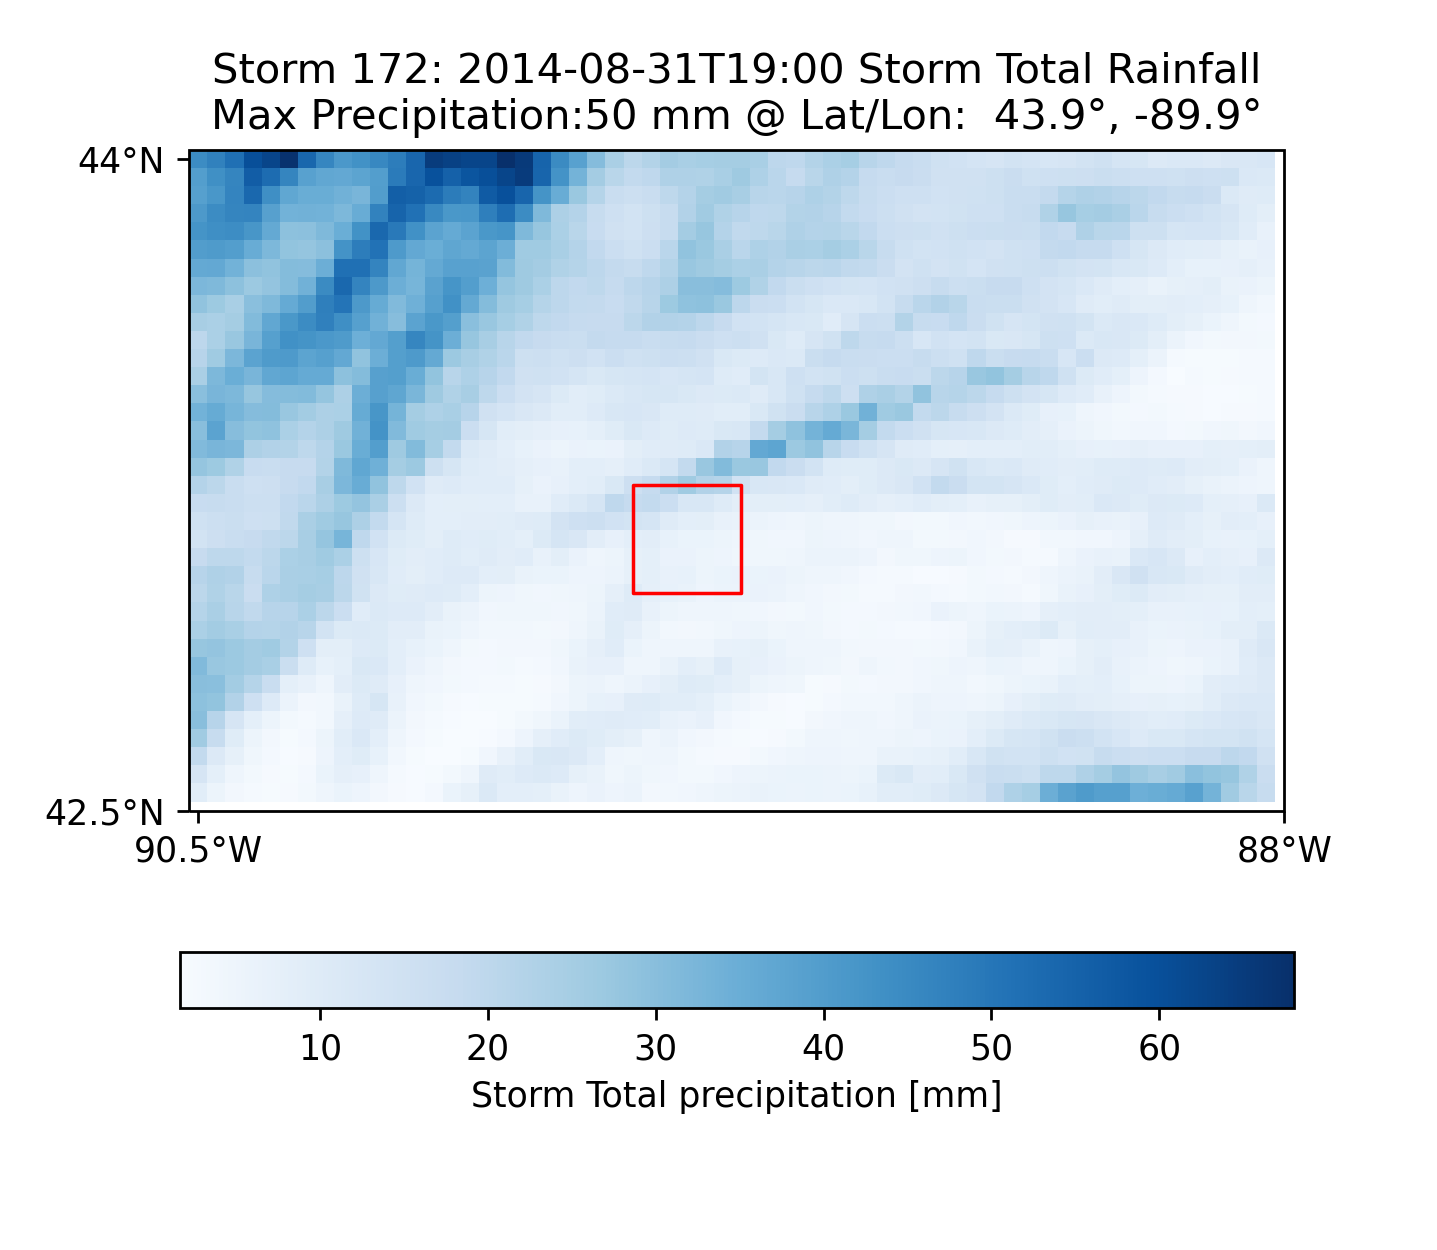 Storm 172: 2014-08-31T19:00 Storm Total Rainfall
Max Precipitation:50 mm @ Lat/Lon:  43.9°, -89.9°
44°N
42.5°N
90.5°W 88°W
10 20 30 40 50 60
Storm Total precipitation [mm]